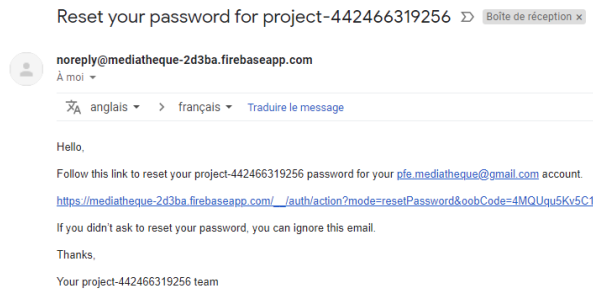 Reset your password for project-442466319256 Boîte de réception ×
noreply@mediatheque-2d3ba.firebaseapp.com
À moi
anglais > français Traduire le message
Hello,
Follow this link to reset your project-442466319256 password for your pfe.mediatheque@gmail.com account.
https://mediatheque-2d3ba.firebaseapp.com/__/auth/action?mode=resetPassword&oobCode=4MQUqu5Kv5C1
If you didn't ask to reset your password, you can ignore this email.
Thanks,
Your project-442466319256 team